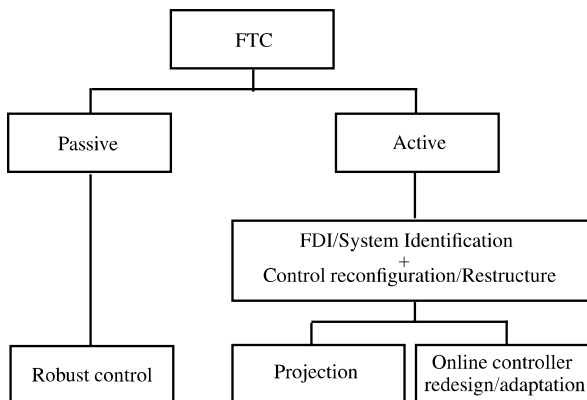 FTC
Passive
Active
FDI/System Identification
+
Control reconfiguration/Restructure
Robust control
Projection
Online controller
redesign/adaptation